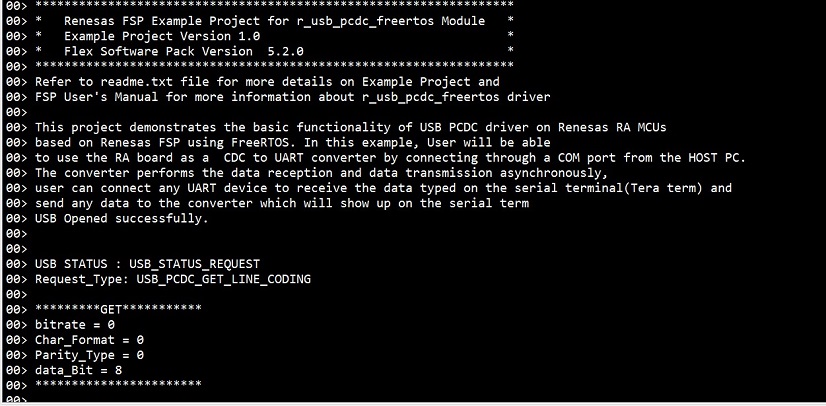 00> *****************************************************************
00> *   Renesas FSP Example Project for r_usb_pcdc_freertos Module   *
00> *   Example Project Version 1.0                                  *
00> *   Flex Software Pack Version  5.2.0                            *
00> *****************************************************************
00> Refer to readme.txt file for more details on Example Project and
00> FSP User's Manual for more information about r_usb_pcdc_freertos driver
00>
00> This project demonstrates the basic functionality of USB PCDC driver on Renesas RA MCUs
00> based on Renesas FSP using FreeRTOS. In this example, User will be able
00> to use the RA board as a  CDC to UART converter by connecting through a COM port from the HOST PC.
00> The converter performs the data reception and data transmission asynchronously,
00> user can connect any UART device to receive the data typed on the serial terminal(Tera term) and
00> send any data to the converter which will show up on the serial term
00> USB Opened successfully.
00>
00>
00> USB STATUS : USB_STATUS_REQUEST
00> Request_Type: USB_PCDC_GET_LINE_CODING
00>
00> *********GET***********
00> bitrate = 0
00> Char_Format = 0
00> Parity_Type = 0
00> data_Bit = 8
00> ***********************
00>